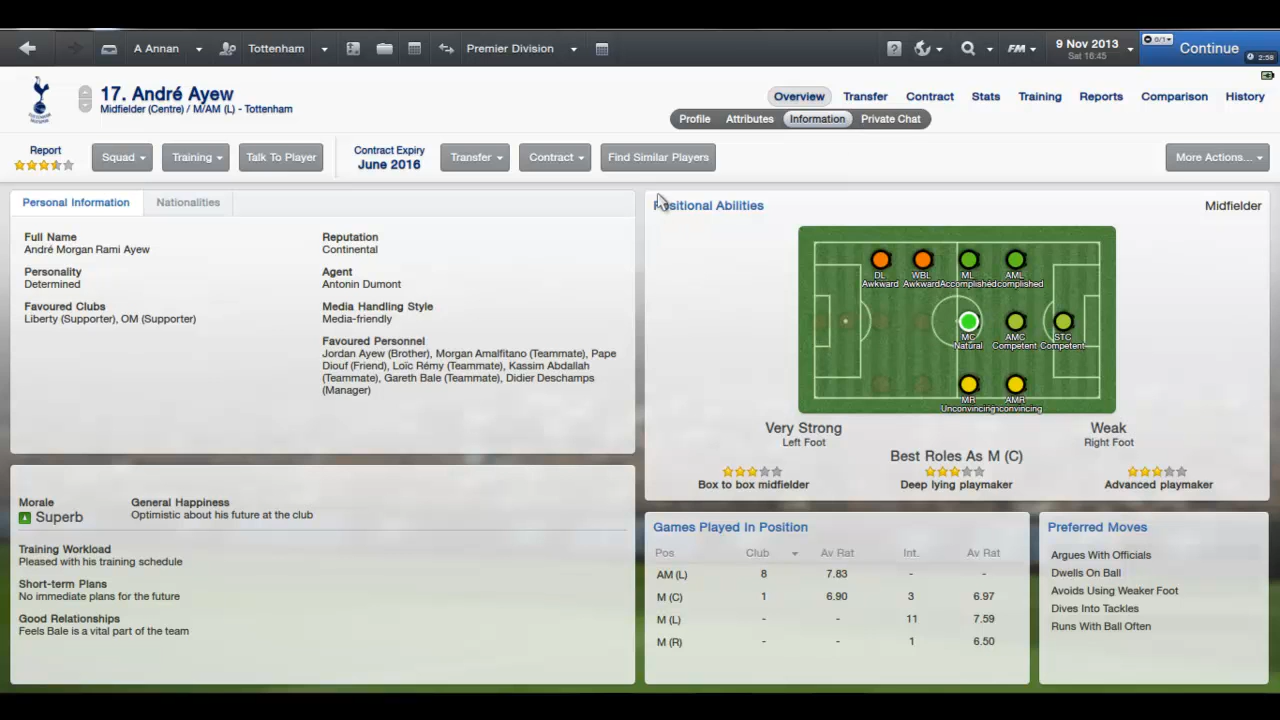 A Annan
Tottenham
Premier Division
FM
9 Nov 2013
Sat 16:45
0/1
Continue
2:58
17. André Ayew
Midfielder (Centre) / M/AM (L) - Tottenham
Overview Transfer Contract Stats Training Reports Comparison History
Profile Attributes Information Private Chat
Report
Squad Training Talk To Player
Contract Expiry
June 2016
Transfer Contract Find Similar Players
More Actions...
Personal Information Nationalities
Full Name
André Morgan Rami Ayew
Personality
Determined
Favoured Clubs
Liberty (Supporter), OM (Supporter)
Reputation
Continental
Agent
Antonin Dumont
Media Handling Style
Media-friendly
Favoured Personnel
Jordan Ayew (Brother), Morgan Amalfitano (Teammate), Pape
Diouf (Friend), Loïc Rémy (Teammate), Kassim Abdallah
(Teammate), Gareth Bale (Teammate), Didier Deschamps
(Manager)
Morale
Superb
General Happiness
Optimistic about his future at the club
Training Workload
Pleased with his training schedule
Short-term Plans
No immediate plans for the future
Good Relationships
Feels Bale is a vital part of the team
Positional Abilities
Midfielder
DL WBL ML AML
Awkward Awkward Accomplished complished
MC AMC STC
Natural Competent Competent
MR AMR
Unconvincing convincing
Very Strong
Left Foot
Weak
Right Foot
Best Roles As M (C)
Box to box midfielder
Deep lying playmaker
Advanced playmaker
Games Played In Position
Pos Club Av Rat Int. Av Rat
AM (L) 8 7.83 - -
M (C) 1 6.90 3 6.97
M (L) - - 11 7.59
M (R) - - 1 6.50
Preferred Moves
Argues With Officials
Dwells On Ball
Avoids Using Weaker Foot
Dives Into Tackles
Runs With Ball Often